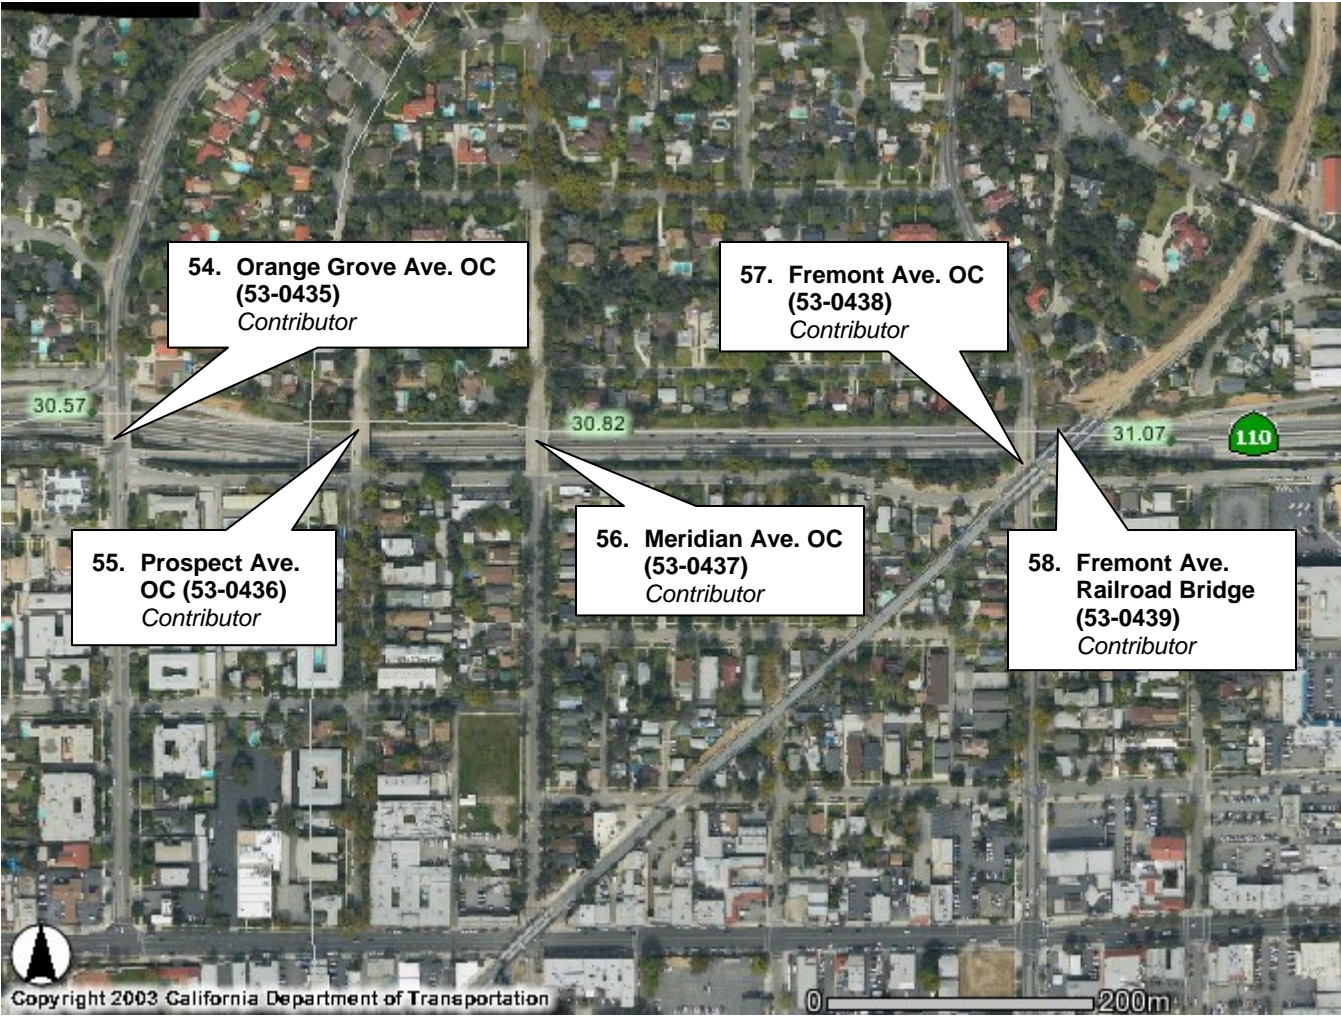 54. Orange Grove Ave. OC
(53-0435)
Contributor
57. Fremont Ave. OC
(53-0438)
Contributor
30.57
30.82
31.07
110
55. Prospect Ave.
OC (53-0436)
Contributor
56. Meridian Ave. OC
(53-0437)
Contributor
58. Fremont Ave.
Railroad Bridge
(53-0439)
Contributor
Copyright 2003 California Department of Transportation
0 200m